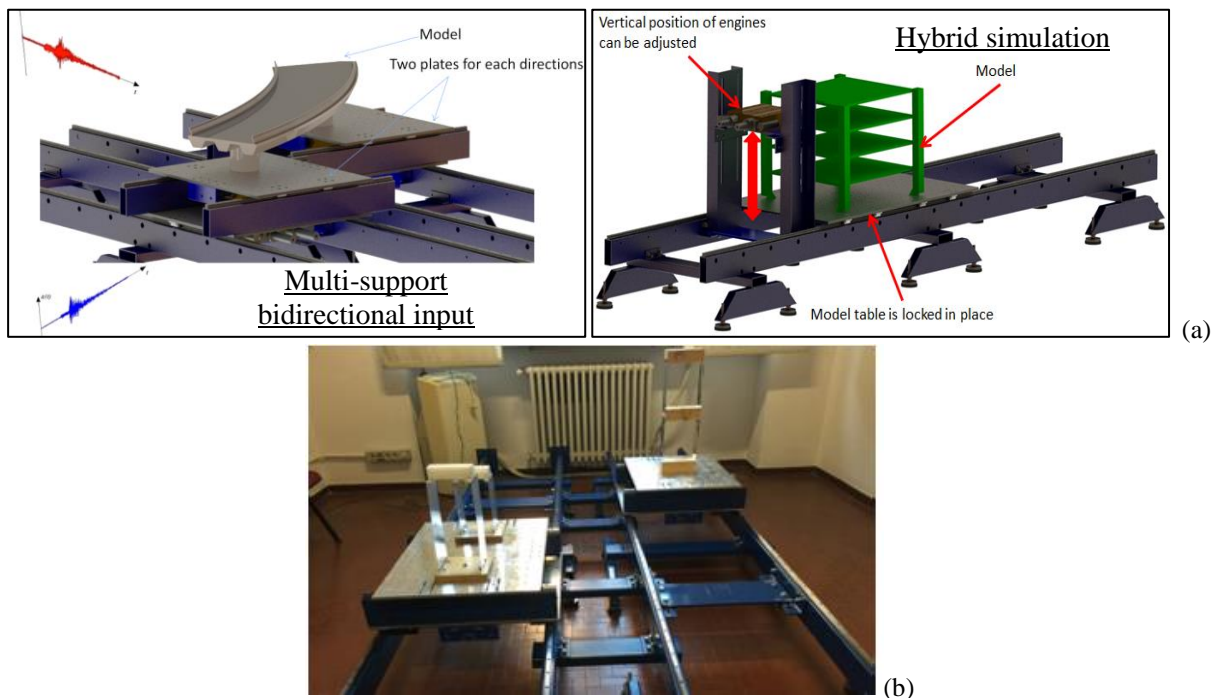 Model
Two plates for each directions
Multi-support
bidirectional input
Vertical position of engines
can be adjusted
Hybrid simulation
Model
Model table is locked in place
(a)
(b)